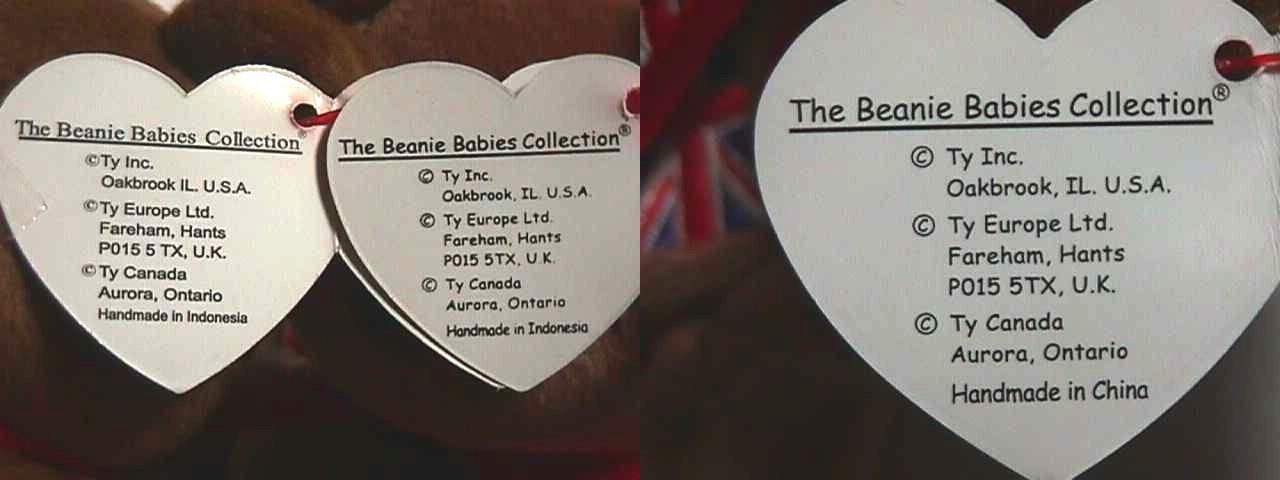 The Beanie Babies Collection®
©Ty Inc.
Oakbrook IL. U.S.A.
©Ty Europe Ltd.
Fareham, Hants
P015 5 TX, U.K.
©Ty Canada
Aurora, Ontario
Handmade in Indonesia
The Beanie Babies Collection®
© Ty Inc.
Oakbrook, IL. U.S.A.
© Ty Europe Ltd.
Fareham, Hants
P015 5TX, U.K.
© Ty Canada
Aurora, Ontario
Handmade in Indonesia
The Beanie Babies Collection®
© Ty Inc.
Oakbrook, IL. U.S.A.
© Ty Europe Ltd.
Fareham, Hants
P015 5TX, U.K.
© Ty Canada
Aurora, Ontario
Handmade in China